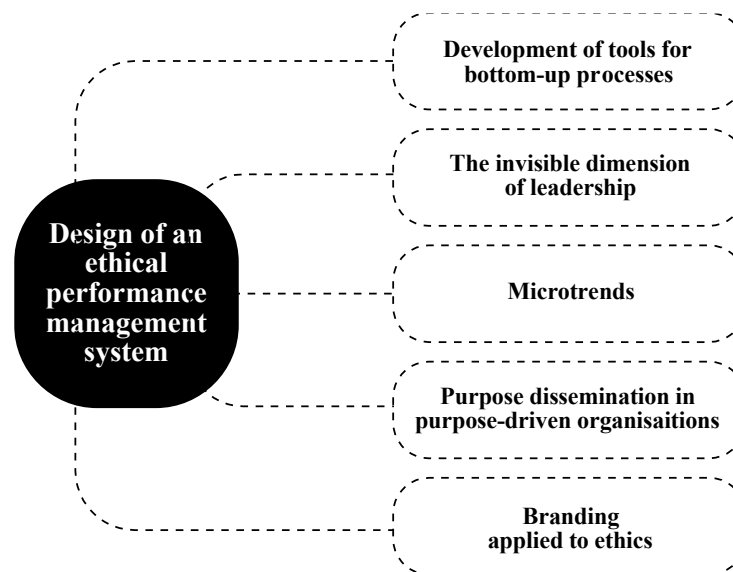 Development of tools for
bottom-up processes
The invisible dimension
of leadership
Design of an
ethical
performance
management
system
Microtrends
Purpose dissemination in
purpose-driven organisaitions
Branding
applied to ethics